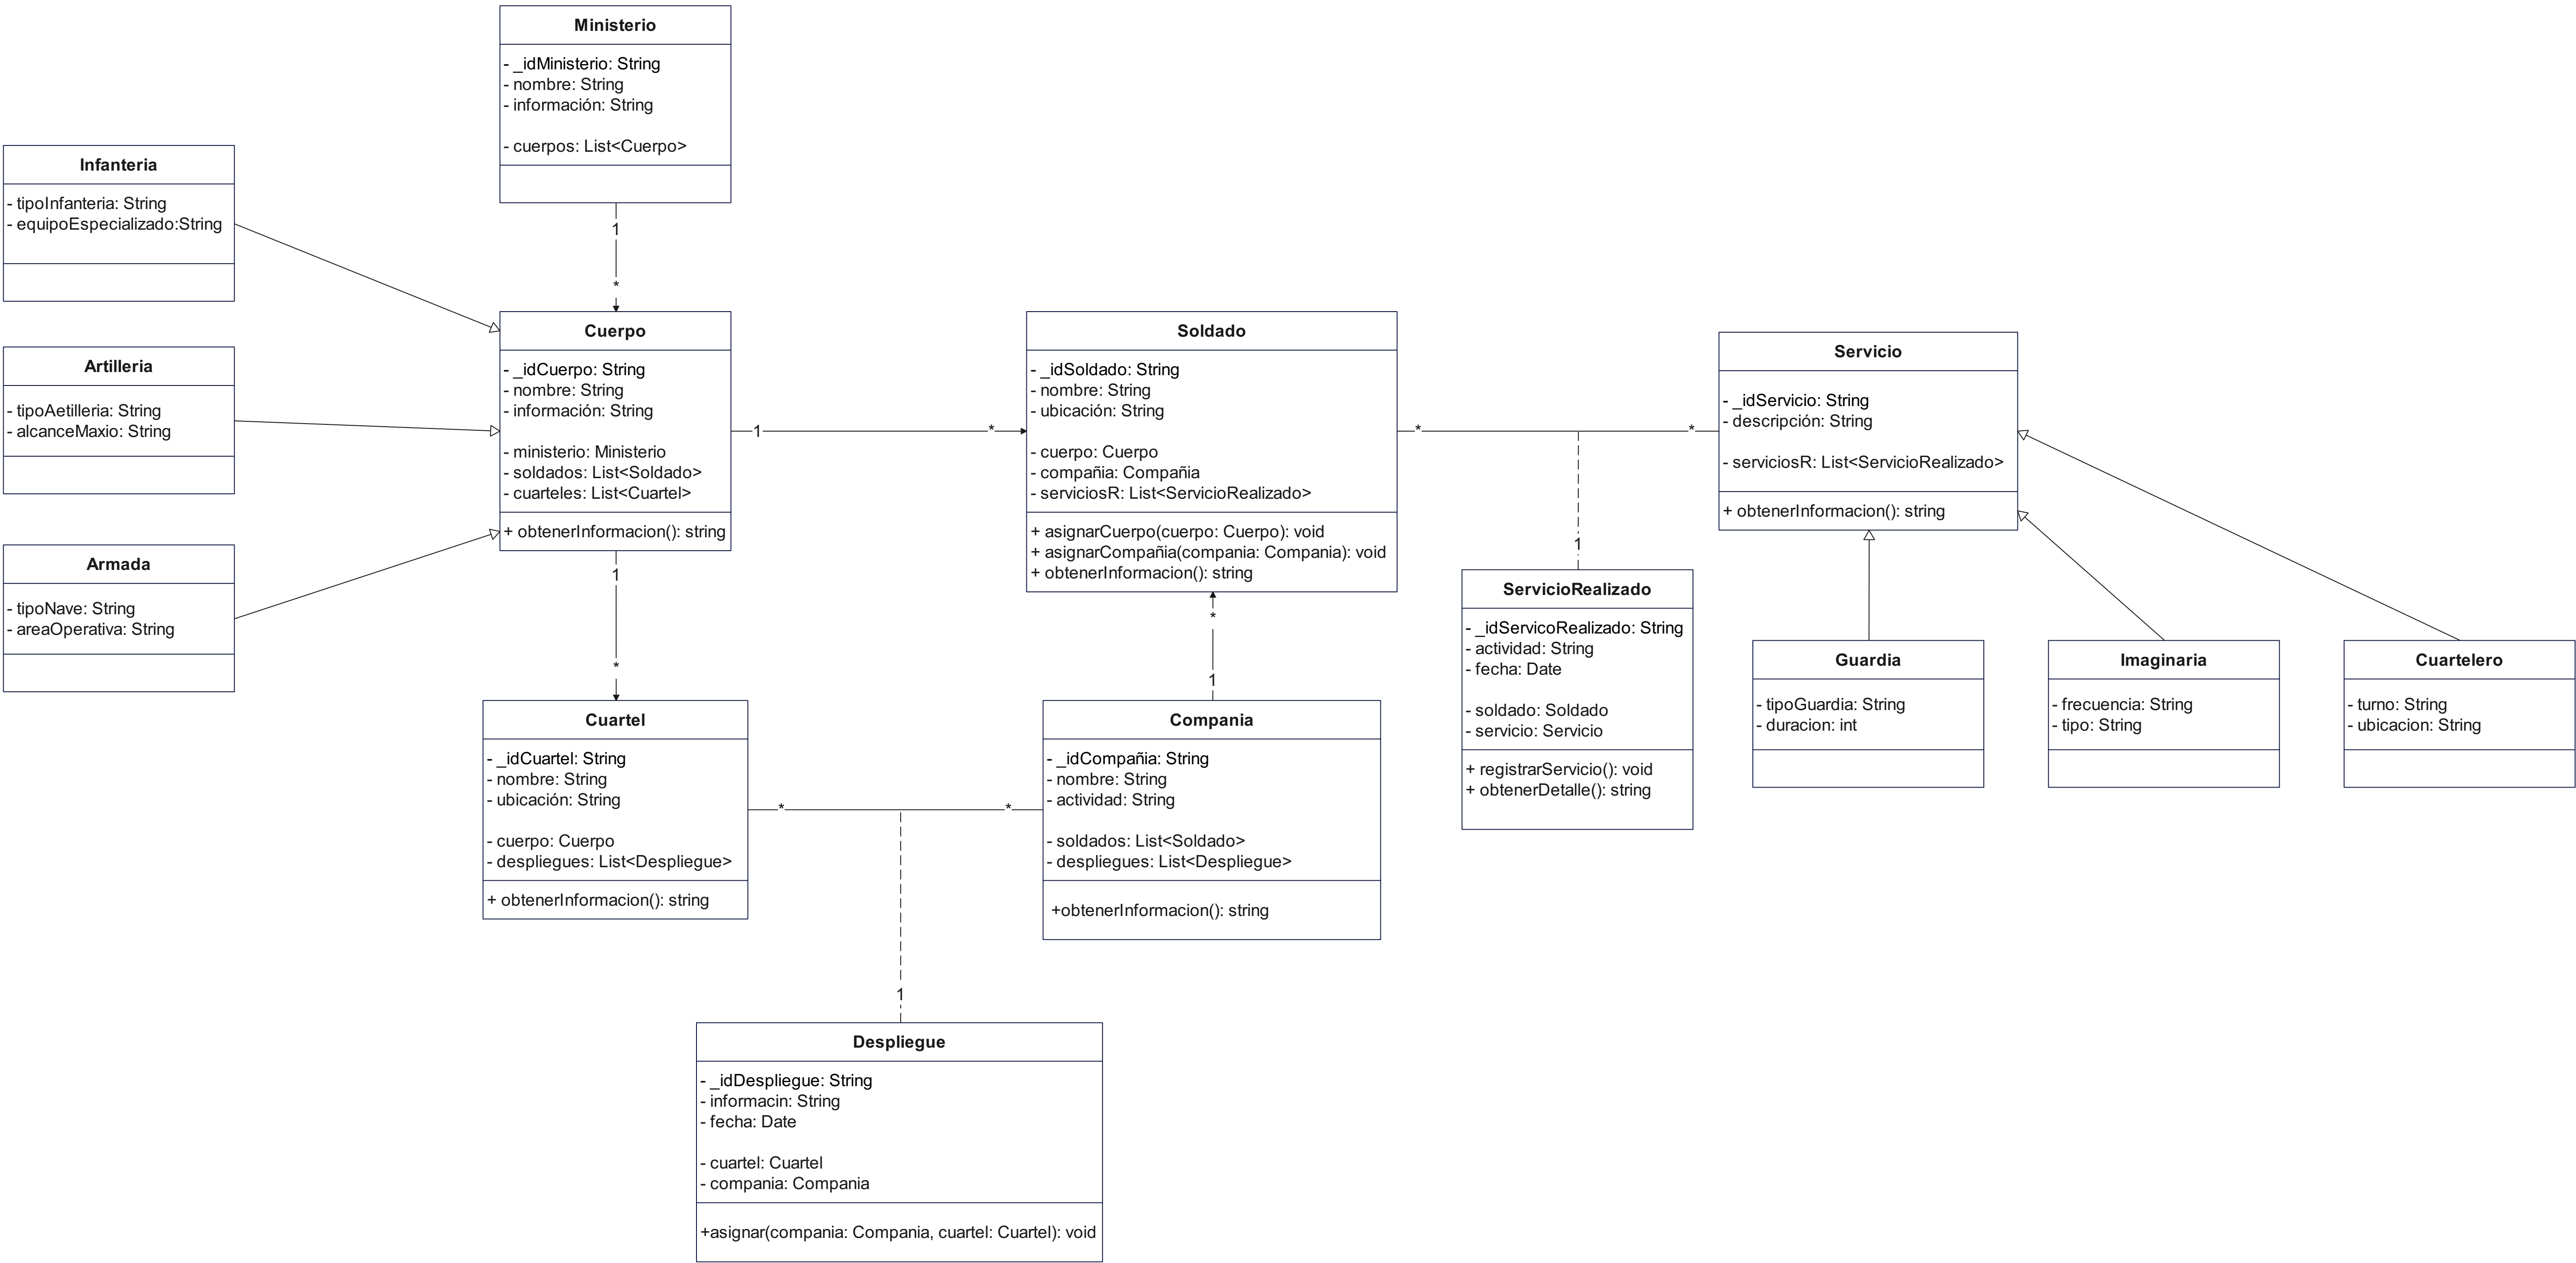 Ministerio
- _idMinisterio: String
- nombre: String
- información: String
- cuerpos: List<Cuerpo>
1
*
Infanteria
- tipoInfanteria: String
- equipoEspecializado:String
Artilleria
- tipoAetilleria: String
- alcanceMaxio: String
Armada
- tipoNave: String
- areaOperativa: String
Cuerpo
- _idCuerpo: String
- nombre: String
- información: String
- ministerio: Ministerio
- soldados: List<Soldado>
- cuarteles: List<Cuartel>
+ obtenerInformacion(): string
1
*
1
*
Soldado
- _idSoldado: String
- nombre: String
- ubicación: String
- cuerpo: Cuerpo
- compañia: Compañia
- serviciosR: List<ServicioRealizado>
+ asignarCuerpo(cuerpo: Cuerpo): void
+ asignarCompañia(compania: Compania): void
+ obtenerInformacion(): string
*
1
*
*
1
Servicio
- _idServicio: String
- descripción: String
- serviciosR: List<ServicioRealizado>
+ obtenerInformacion(): string
ServicioRealizado
- _idServicoRealizado: String
- actividad: String
- fecha: Date
- soldado: Soldado
- servicio: Servicio
+ registrarServicio(): void
+ obtenerDetalle(): string
Guardia
- tipoGuardia: String
- duracion: int
Imaginaria
- frecuencia: String
- tipo: String
Cuartelero
- turno: String
- ubicacion: String
Cuartel
- _idCuartel: String
- nombre: String
- ubicación: String
- cuerpo: Cuerpo
- despliegues: List<Despliegue>
+ obtenerInformacion(): string
*
*
Compania
- _idCompañia: String
- nombre: String
- actividad: String
- soldados: List<Soldado>
- despliegues: List<Despliegue>
+obtenerInformacion(): string
1
Despliegue
- _idDespliegue: String
- informacin: String
- fecha: Date
- cuartel: Cuartel
- compania: Compania
+asignar(compania: Compania, cuartel: Cuartel): void